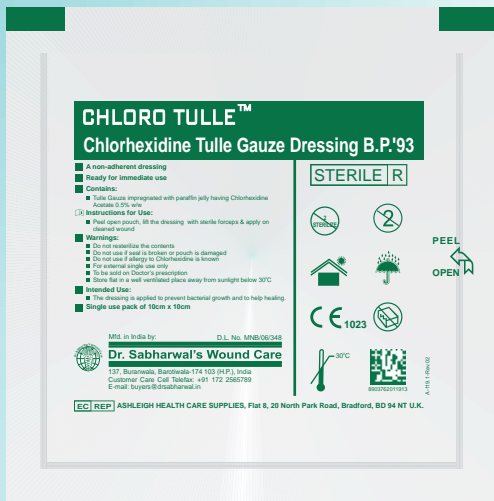 CHLORO TULLE™
Chlorhexidine Tulle Gauze Dressing B.P.'93
A non-adherent dressing
Ready for immediate use
Contains:
Tulle Gauze impregnated with paraffin jelly having Chlorhexidine
Acetate 0.5% w/w
Instructions for Use:
Peel open pouch, lift the dressing with sterile forceps & apply on
cleaned wound
Warnings:
Do not resterilize the contents
Do not use if seal is broken or pouch is damaged
Do not use if allergy to Chlorhexidine is known
For external single use only
To be sold on Doctor's prescription
Store flat in a well ventilated place away from sunlight below 30°C
Intended Use:
The dressing is applied to prevent bacterial growth and to help healing.
Single use pack of 10cm x 10cm
STERILE R
2
STERILIZE
2
PEEL
OPEN
CE 1023
30°C
8903762011913
A-119.1-Rev.02
Mfd. in India by:
D.L. No. MNB/06/348
Dr. Sabharwal's Wound Care
137, Buranwala, Barotiwala-174 103 (H.P.), India
Customer Care Cell Telefax: +91 172 2565789
E-mail: buyers@drsabharwal.in
EC REP ASHLEIGH HEALTH CARE SUPPLIES, Flat 8, 20 North Park Road, Bradford, BD 94 NT U.K.